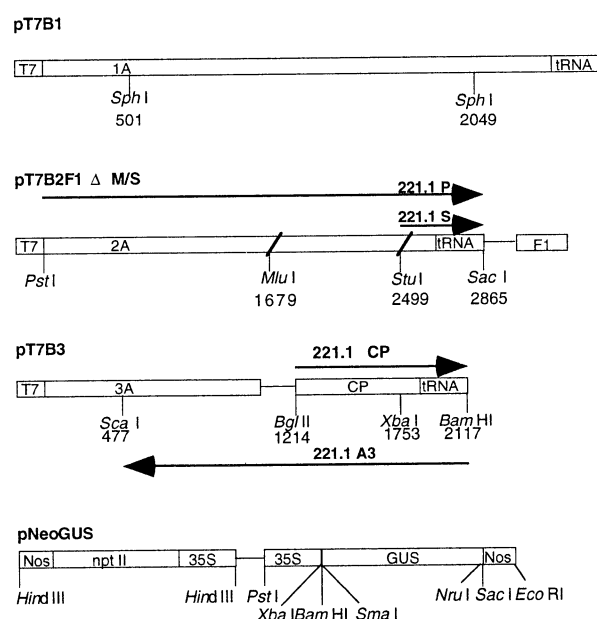 pT7B1
T7 1A tRNA
Sph I Sph I
501 2049
pT7B2F1 Δ M/S
221.1 P
221.1 S
T7 2A tRNA F1
Pst I Mlu I Stu I Sac I
1679 2499 2865
pT7B3
221.1 CP
T7 3A CP tRNA
Sca I Bgl II Xba I Bam HI
477 1214 1753 2117
221.1 A3
pNeoGUS
Nos npt II 35S 35S GUS Nos
Hind III Hind III Pst I Nru I Sac I Eco RI
Xba I Bam HI Sma I